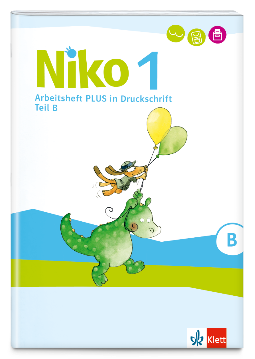 Niko 1
Arbeitsheft PLUS in Druckschrift
Teil B
B
Klett